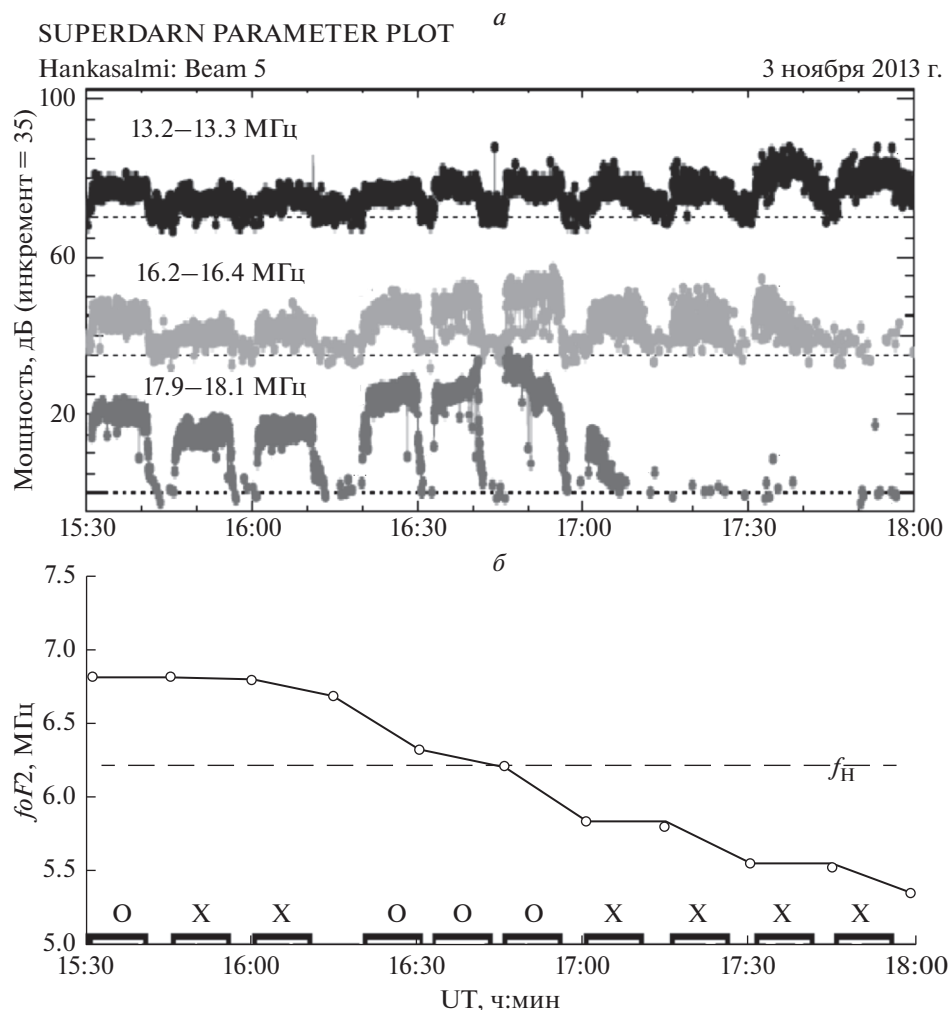 а
SUPERDARN PARAMETER PLOT
Hankasalmi: Beam 5
3 ноября 2013 г.
Мощность, дБ (инкремент = 35)
100
60
20
13.2–13.3 МГц
16.2–16.4 МГц
17.9–18.1 МГц
15:30 16:00 16:30 17:00 17:30 18:00
б
foF2, МГц
7.5
7.0
6.5
6.0
5.5
5.0
fH
O X X O O O X X X X
15:30 16:00 16:30 17:00 17:30 18:00
UT, ч:мин